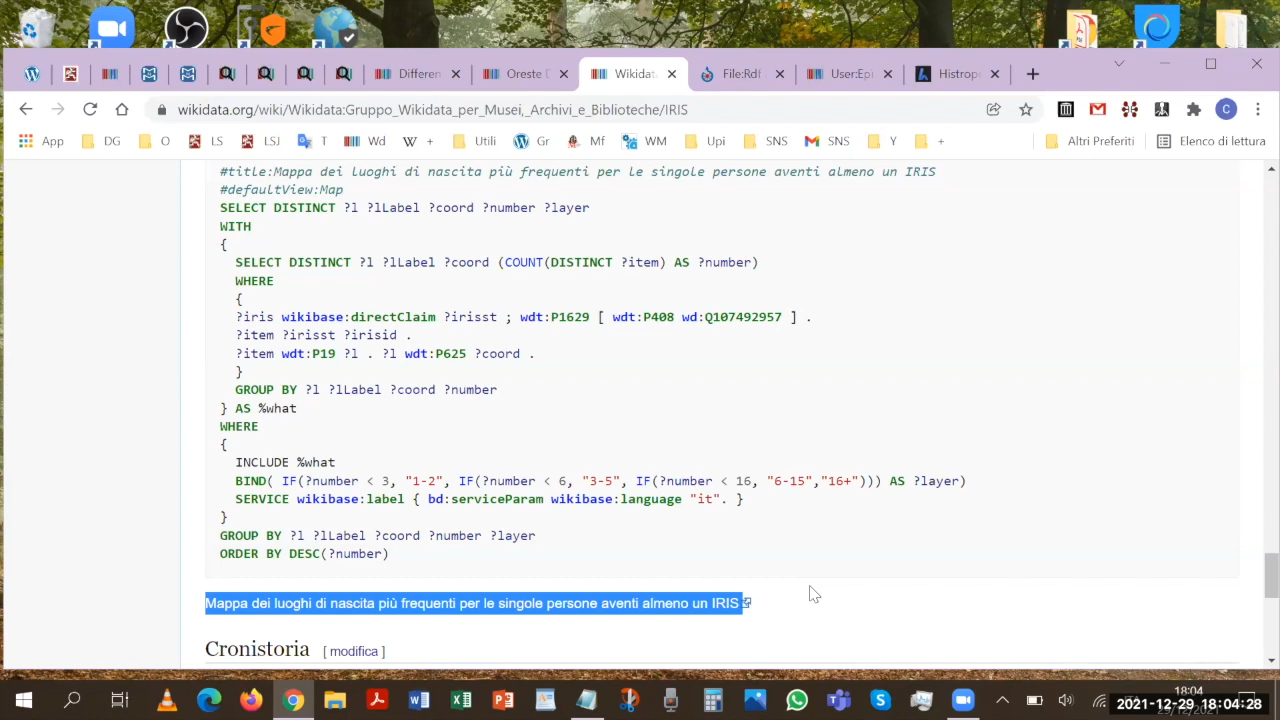 Differen
Oreste D
Wikidat
File:Rdf
User:Epì
Histrope
wikidata.org/wiki/Wikidata:Gruppo_Wikidata_per_Musei,_Archivi_e_Biblioteche/IRIS
C
App DG O LS LSJ T Wd + Utili Gr Mf WM Upi SNS SNS Y + Altri Preferiti Elenco di lettura
#title:Mappa dei luoghi di nascita più frequenti per le singole persone aventi almeno un IRIS
#defaultView:Map
SELECT DISTINCT ?l ?lLabel ?coord ?number ?layer
WITH
{
SELECT DISTINCT ?l ?lLabel ?coord (COUNT(DISTINCT ?item) AS ?number)
WHERE
{
?iris wikibase:directClaim ?irisst ; wdt:P1629 [ wdt:P408 wd:Q107492957 ] .
?item ?irisst ?irisid .
?item wdt:P19 ?l . ?l wdt:P625 ?coord .
}
GROUP BY ?l ?lLabel ?coord ?number
} AS %what
WHERE
{
INCLUDE %what
BIND( IF(?number < 3, "1-2", IF(?number < 6, "3-5", IF(?number < 16, "6-15","16+"))) AS ?layer)
SERVICE wikibase:label { bd:serviceParam wikibase:language "it". }
}
GROUP BY ?l ?lLabel ?coord ?number ?layer
ORDER BY DESC(?number)
Mappa dei luoghi di nascita più frequenti per le singole persone aventi almeno un IRIS
Cronistoria [ modifica ]
18:04
2021-12-29 18:04:28